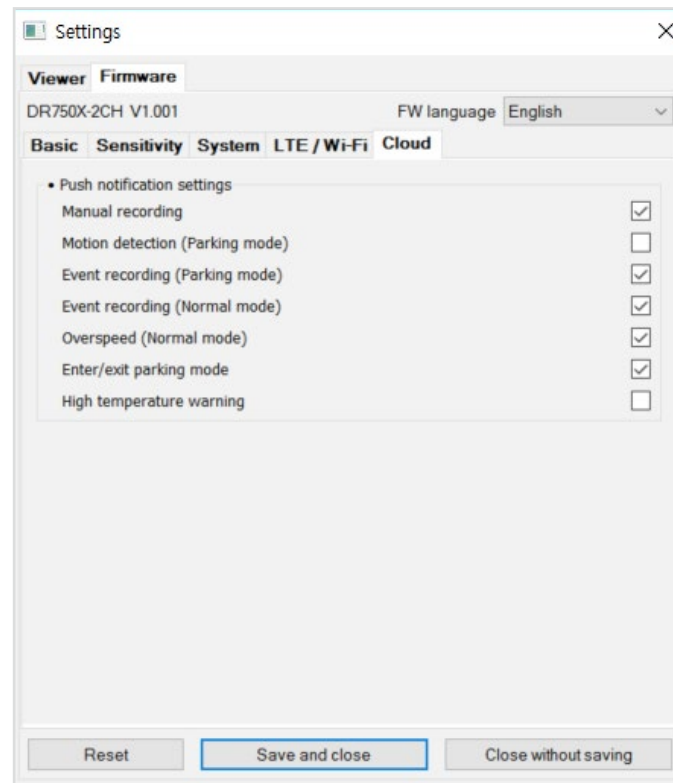 Settings
Viewer Firmware
DR750X-2CH V1.001 FW language English
Basic Sensitivity System LTE / Wi-Fi Cloud
• Push notification settings
Manual recording
Motion detection (Parking mode)
Event recording (Parking mode)
Event recording (Normal mode)
Overspeed (Normal mode)
Enter/exit parking mode
High temperature warning
Reset Save and close Close without saving